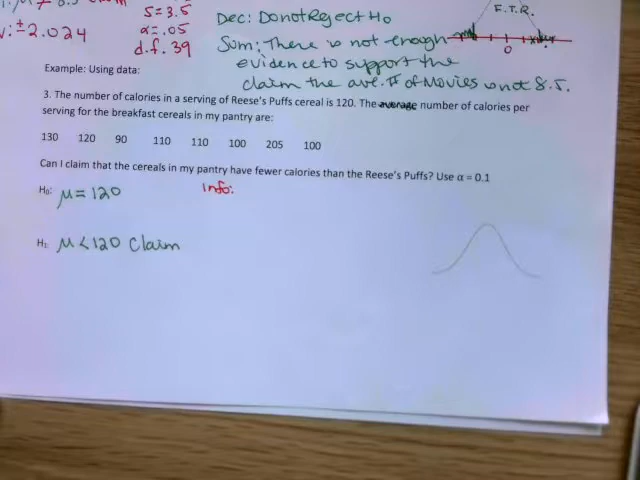 S=3.5
:±2.024
α=.05
d.f. 39
Dec: Do not Reject H₀
Sum: There is not enough
evidence to support the
claim the ave. # of Movies is not 8.5.
F.T.R.
0
Example: Using data:
3. The number of calories in a serving of Reese's Puffs cereal is 120. The average number of calories per
serving for the breakfast cereals in my pantry are:
130 120 90 110 110 100 205 100
Can I claim that the cereals in my pantry have fewer calories than the Reese's Puffs? Use α = 0.1
H₀: μ = 120
info:
H₁ μ < 120 Claim